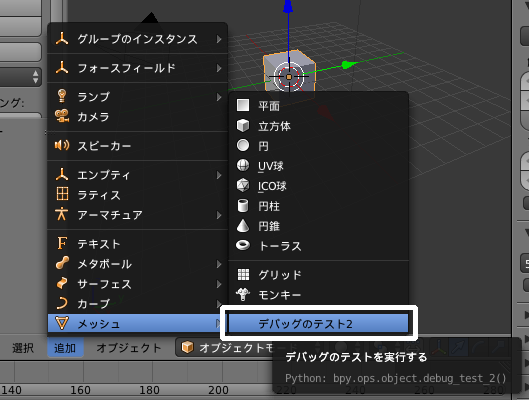 グループのインスタンス
フォースフィールド
ランプ
カメラ
スピーカー
エンプティ
ラティス
アーマチュア
テキスト
メタボール
サーフェス
カーブ
メッシュ
平面
立方体
円
UV球
ICO球
円柱
円錐
トーラス
グリッド
モンキー
デバッグのテスト2
ング:
選択
追加
オブジェクト
オブジェクトモー
デバッグのテストを実行する
Python: bpy.ops.object.debug_test_2()
140
160
180
200
220
240
260
280